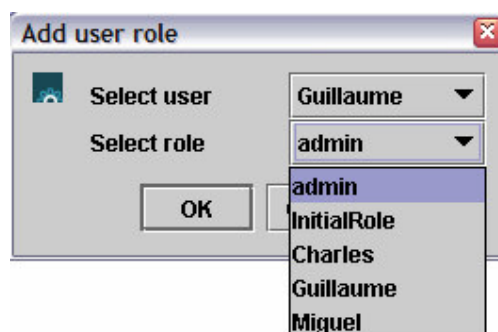 Add user role
Select user Guillaume
Select role admin
admin
OK
InitialRole
Charles
Guillaume
Miguel